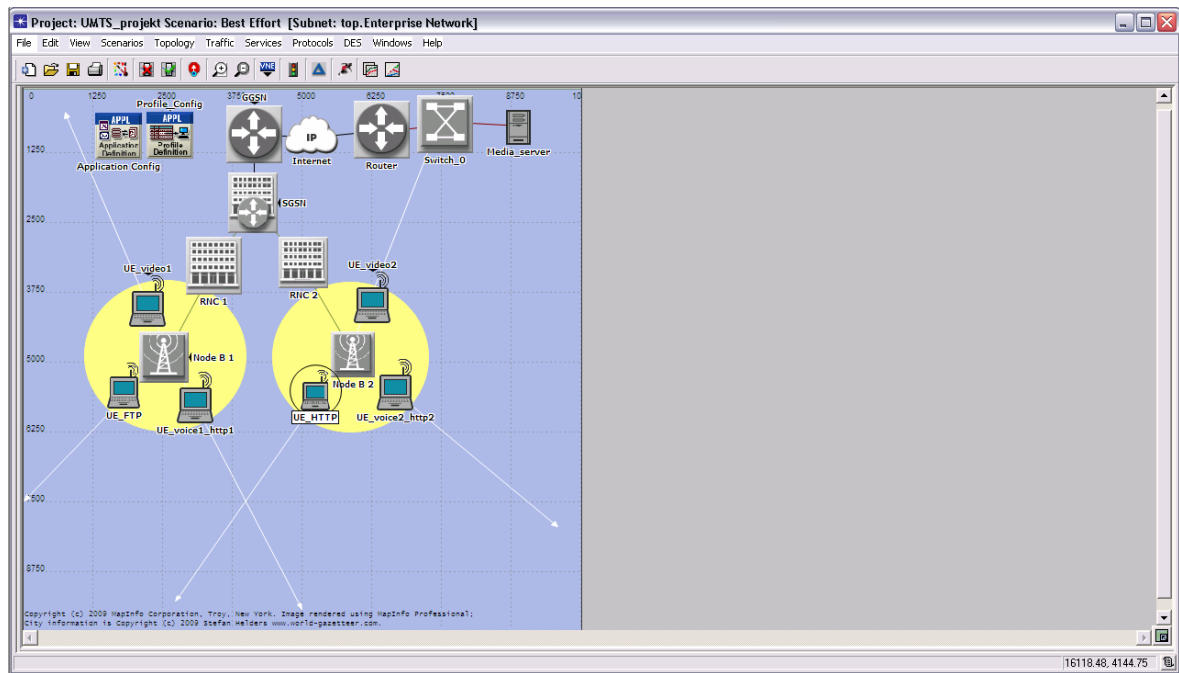 Project: UMTS_projekt Scenario: Best Effort [Subnet: top.Enterprise Network]
File Edit View Scenarios Topology Traffic Services Protocols DES Windows Help
VNE
0 1250 2500 3750 5000 6250 7500 8750 10
Profile_Config
GGSN
APPL
Application
Definition
APPL
Profile
Definition
IP
Application Config
Internet
Router
Switch_0
Media_server
1250
SGSN
2500
UE_video1
UE_video2
RNC 1
RNC 2
3750
Node B 1
5000
Node B 2
UE_FTP
UE_voice1_http1
UE_HTTP
UE_voice2_http2
6250
7500
8750
Copyright (c) 2009 MapInfo Corporation, Troy, New York. Image rendered using MapInfo Professional;
City information is Copyright (c) 2009 Stefan Helders www.world-gazetteer.com.
16118.48, 4144.75